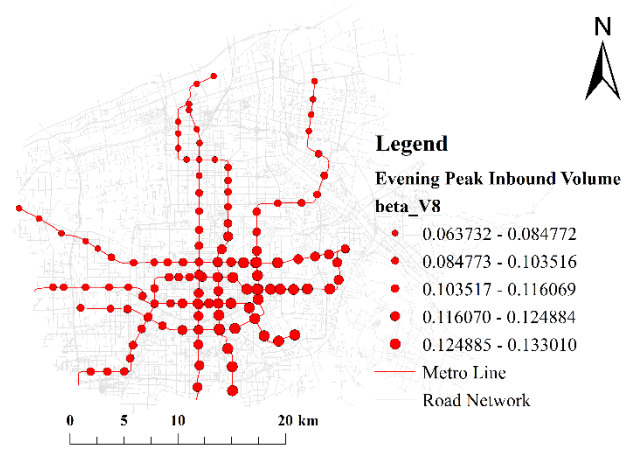 N
Legend
Evening Peak Inbound Volume
beta_V8
0.063732 - 0.084772
0.084773 - 0.103516
0.103517 - 0.116069
0.116070 - 0.124884
0.124885 - 0.133010
Metro Line
Road Network
0 5 10 20 km